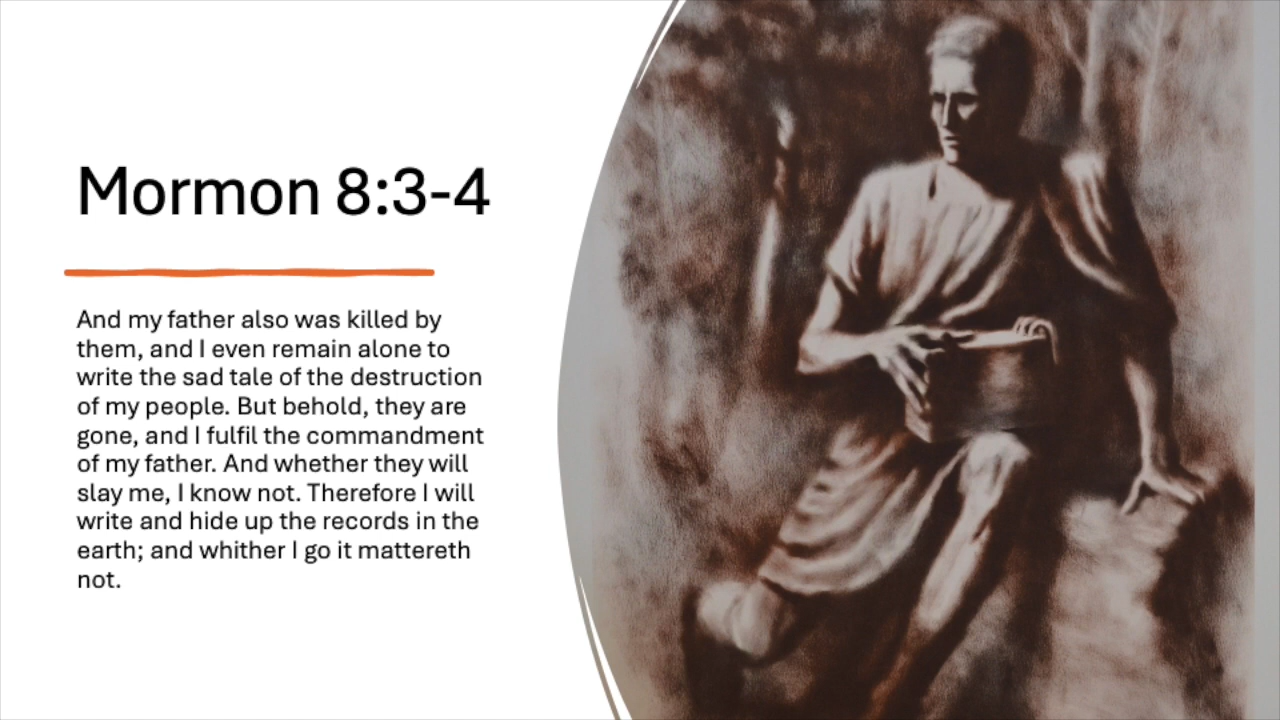 Mormon 8:3-4
And my father also was killed by
them, and I even remain alone to
write the sad tale of the destruction
of my people. But behold, they are
gone, and I fulfil the commandment
of my father. And whether they will
slay me, I know not. Therefore I will
write and hide up the records in the
earth; and whither I go it mattereth
not.